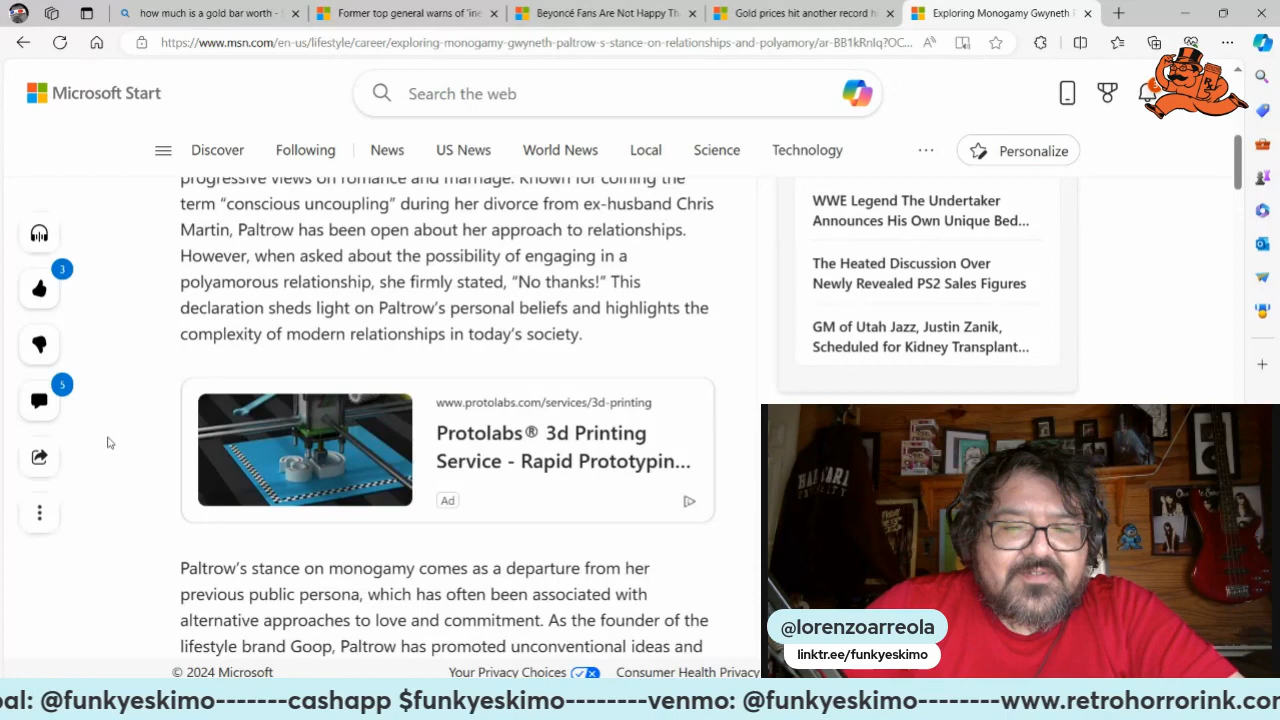 how much is a gold bar worth -
Former top general warns of 'ine
Beyoncé Fans Are Not Happy Th
Gold prices hit another record hi
Exploring Monogamy Gwyneth P
https://www.msn.com/en-us/lifestyle/career/exploring-monogamy-gwyneth-paltrow-s-stance-on-relationships-and-polyamory/ar-BB1kRnIq?OC...
Microsoft Start
Search the web
Discover
Following
News
US News
World News
Local
Science
Technology
Personalize
progressive views on romance and marriage. Known for coining the
term “conscious uncoupling” during her divorce from ex-husband Chris
Martin, Paltrow has been open about her approach to relationships.
However, when asked about the possibility of engaging in a
polyamorous relationship, she firmly stated, “No thanks!” This
declaration sheds light on Paltrow’s personal beliefs and highlights the
complexity of modern relationships in today’s society.
3
5
www.protolabs.com/services/3d-printing
Protolabs® 3d Printing
Service - Rapid Prototypin...
Ad
Paltrow’s stance on monogamy comes as a departure from her
previous public persona, which has often been associated with
alternative approaches to love and commitment. As the founder of the
lifestyle brand Goop, Paltrow has promoted unconventional ideas and
WWE Legend The Undertaker
Announces His Own Unique Bed...
The Heated Discussion Over
Newly Revealed PS2 Sales Figures
GM of Utah Jazz, Justin Zanik,
Scheduled for Kidney Transplant...
© 2024 Microsoft
Your Privacy Choices
Consumer Health Privacy
@lorenzoarreola
linktr.ee/funkyeskimo
pal: @funkyeskimo-------cashapp $funkyeskimo--------venmo: @funkyeskimo--------www.retrohorrorink.com